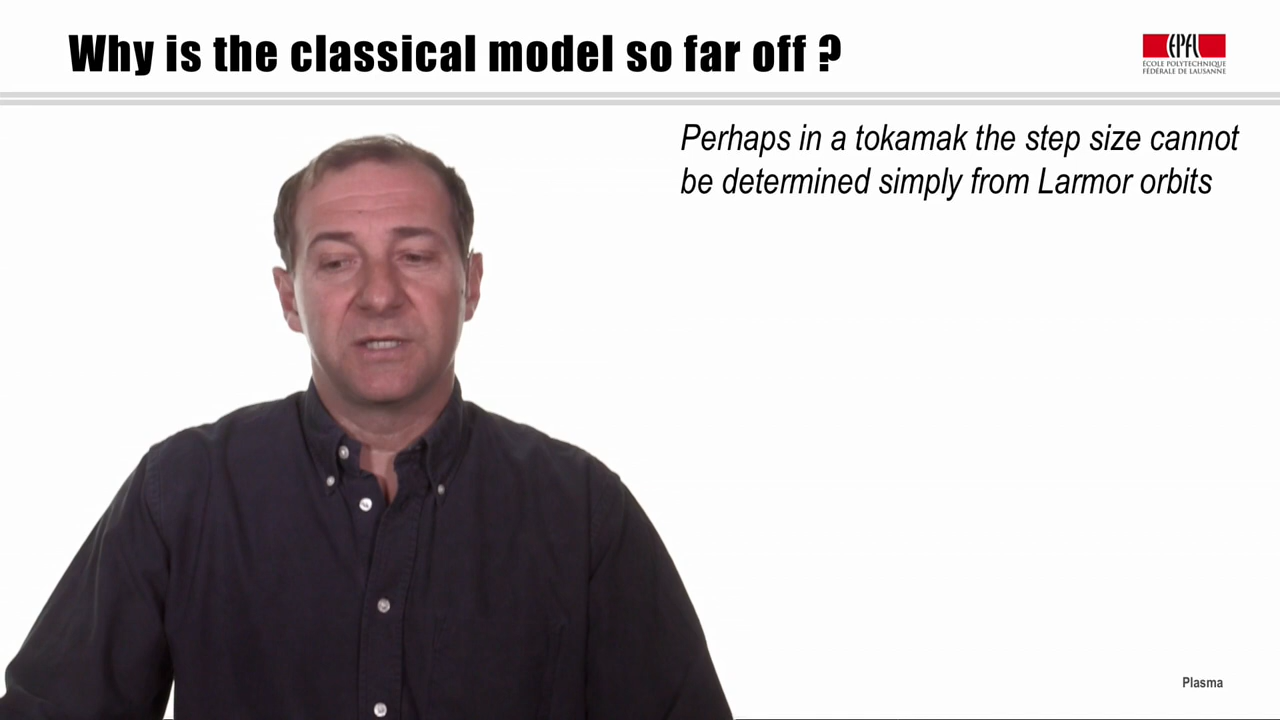 Why is the classical model so far off ?
EPFL
ÉCOLE POLYTECHNIQUE
FÉDÉRALE DE LAUSANNE
Perhaps in a tokamak the step size cannot
be determined simply from Larmor orbits
Plasma